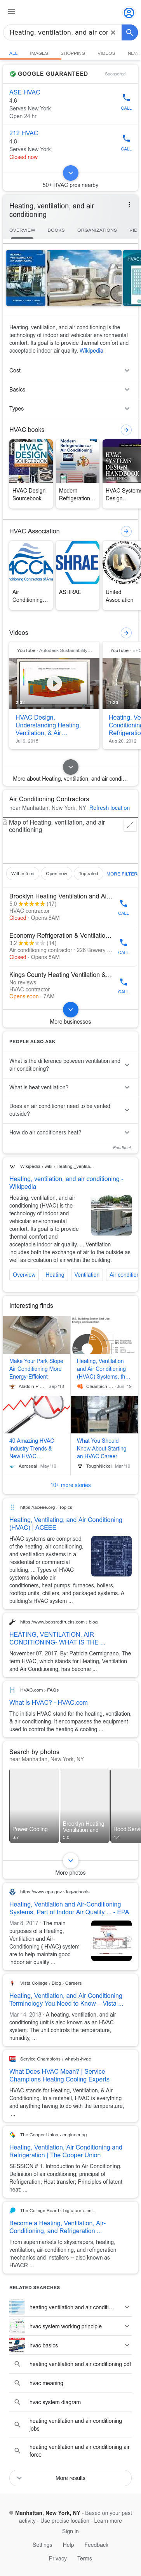 Heating, ventilation, and air con
ALL IMAGES SHOPPING VIDEOS NEW
GOOGLE GUARANTEED Sponsored
ASE HVAC
4.6
Serves New York
Open 24 hr
CALL
212 HVAC
4.8
Serves New York
Closed now
CALL
50+ HVAC pros nearby
Heating, ventilation, and air
conditioning
OVERVIEW BOOKS ORGANIZATIONS VID
Heating, ventilation, and air conditioning is the
technology of indoor and vehicular
environmental comfort. Its goal is to provide
thermal comfort and
acceptable indoor air quality. ... Wikipedia
Cost
Basics
Types
HVAC books
HVAC Design
Sourcebook
Modern
Refrigeration...
HVAC Systems
Design...
HVAC Association
Air
Conditioning...
ASHRAE
United
Association
Videos
YouTube · Autodesk Sustainability...
HVAC Design,
Understanding Heating,
Ventilation, & Air...
Jul 9, 2015
YouTube · EPC
Heating, Ve
Conditioning
Refrigeration
Aug 20, 2012
More about Heating, ventilation, and air condi...
Air Conditioning Contractors
near Manhattan, New York, NY Refresh location
Map of Heating, ventilation, and air
conditioning
Within 5 mi Open now Top rated MORE FILTER
Brooklyn Heating Ventilation and Ai...
5.0 (17)
HVAC contractor
Closed · Opens 8AM
CALL
Economy Refrigeration & Ventilatio...
3.2 (14)
Air conditioning contractor · 226 Bowery ...
Closed · Opens 8AM
CALL
Kings County Heating Ventilation &...
No reviews
HVAC contractor
Opens soon · 7AM
CALL
More businesses
PEOPLE ALSO ASK
What is the difference between ventilation and
air conditioning?
What is heat ventilation?
Does an air conditioner need to be vented
outside?
How do air conditioners heat?
Feedback
Wikipedia › wiki › Heating,_ventila...
Heating, ventilation, and air conditioning -
Wikipedia
Heating, ventilation, and air
conditioning (HVAC) is the
technology of indoor and
vehicular environmental
comfort. Its goal is to provide
thermal comfort and
acceptable indoor air quality. ... Ventilation
includes both the exchange of air to the outside as
well as circulation of air within the building.
Overview Heating Ventilation Air condition
Interesting finds
Make Your Park Slope
Air Conditioning More
Energy-Efficient
Aladdin Pl... Sep '19
Heating, Ventilation
and Air Conditioning
(HVAC) Systems, th...
Cleantech ... Jun '16
40 Amazing HVAC
Industry Trends &
New HVAC...
Aeroseal May '19
What You Should
Know About Starting
an HVAC Career
ToughNickel Mar '19
10+ more stories
https://aceee.org › Topics
Heating, Ventilating, and Air Conditioning
(HVAC) | ACEEE
HVAC systems are comprised
of the heating, ventilating, and
air-conditioning systems in a
commercial or residential
building. ... Types of HVAC
systems include air
conditioners, heat pumps, furnaces, boilers,
rooftop units, chillers, and packaged systems. A
building's HVAC system is ...
https://www.boltonedtrucks.com › blog
HEATING, VENTILATION, AIR
CONDITIONING- WHAT IS THE ...
November 07, 2017. By: Patricia Germignano. The
term HVAC, which stands for Heating, Ventilation
and Air Conditioning, has become ...
HVAC.com › FAQs
What is HVAC? - HVAC.com
The initials HVAC stand for the heating, ventilating,
& air conditioning. It encompasses the equipment
used to control the heating & cooling ...
Search by photos
near Manhattan, New York, NY
Power Cooling
3.7
Brooklyn Heating
Ventilation and
5.0
Hood Servi
4.4
More photos
https://www.epa.gov › iaq-schools
Heating, Ventilation and Air-Conditioning
Systems, Part of Indoor Air Quality ... - EPA
Mar 8, 2017 · The main
purposes of a Heating,
Ventilation and Air-
Conditioning ( HVAC) system
are to help maintain good
indoor air quality ...
Vista College › Blog › Careers
Heating, Ventilation, and Air Conditioning
Terminology You Need to Know – Vista ...
Mar 14, 2018 · A heating, ventilation, and air
conditioning unit is also known as an HVAC
system. The unit controls the temperature,
humidity, ...
Service Champions › what-is-hvac
What Does HVAC Mean? | Service
Champions Heating Cooling Experts
HVAC stands for Heating, Ventilation, & Air
Conditioning. In a nutshell, HVAC is everything
and anything having to do with the temperature.
...
The Cooper Union › engineering
Heating, Ventilation, Air Conditioning and
Refrigeration | The Cooper Union
SESSION # 1. Introduction to Air Conditioning.
Definition of air conditioning; principal of
Refrigeration; Heat transfer; Principles of latent
heat; ...
The College Board › bigfuture › mec...
Become a Heating, Ventilation, Air-
Conditioning, and Refrigeration ...
From supermarkets to skyscrapers, heating,
ventilation, air-conditioning, and refrigeration
mechanics and installers — also known as
HVACR ...
RELATED SEARCHES
heating ventilation and air conditi...
hvac system working principle
hvac basics
heating ventilation and air conditioning pdf
hvac meaning
hvac system diagram
heating ventilation and air conditioning
jobs
heating ventilation and air conditioning air
force
More results
Manhattan, New York, NY - Based on your past
activity - Use precise location - Learn more
Sign in
Settings Help Feedback
Privacy Terms